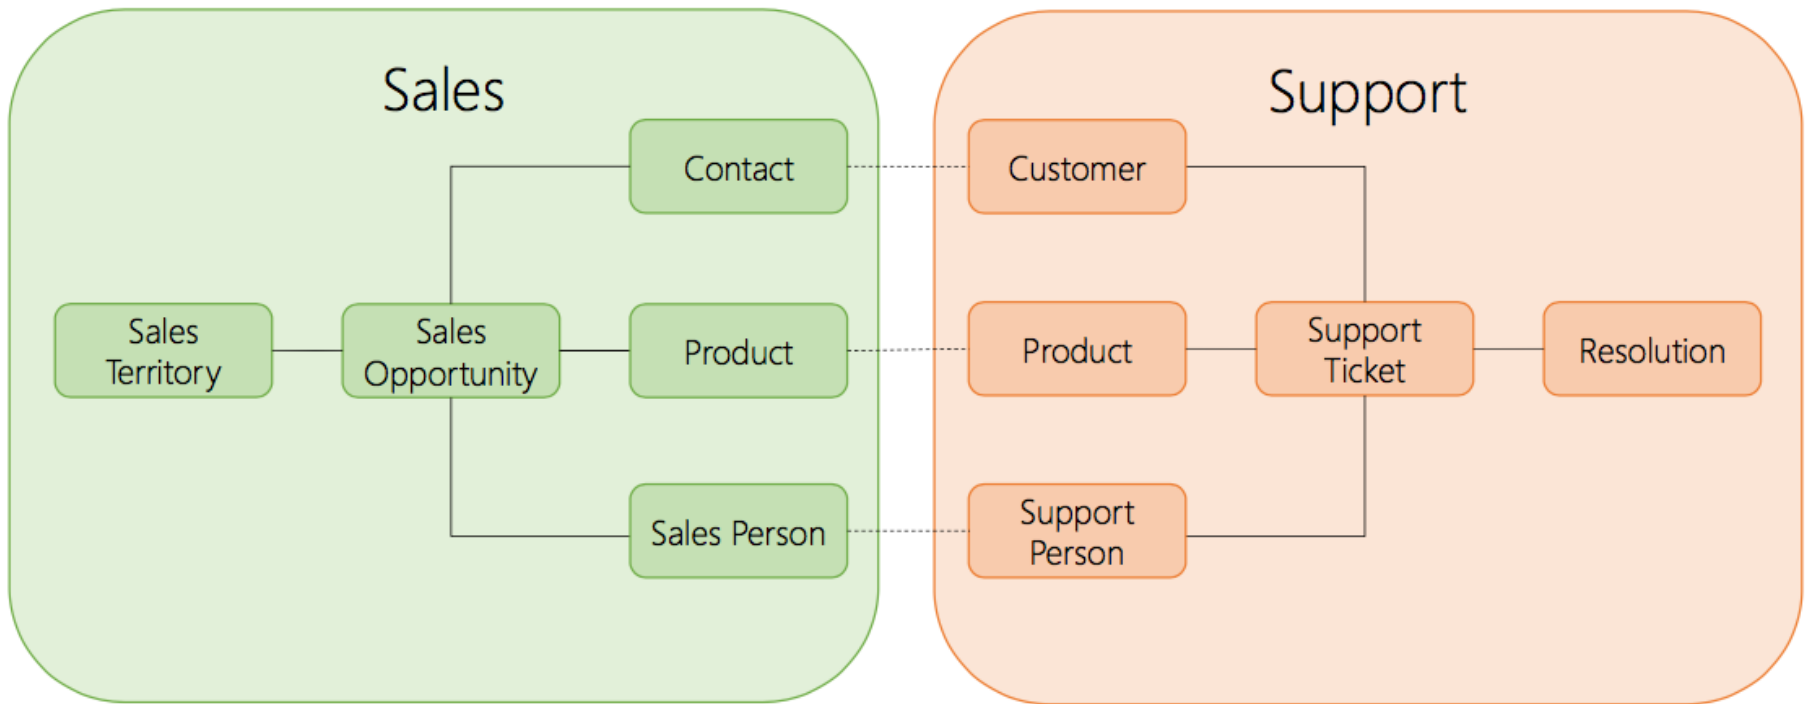 Sales
Contact
Sales
Territory
Sales
Opportunity
Product
Sales Person
Support
Customer
Product
Support
Ticket
Resolution
Support
Person